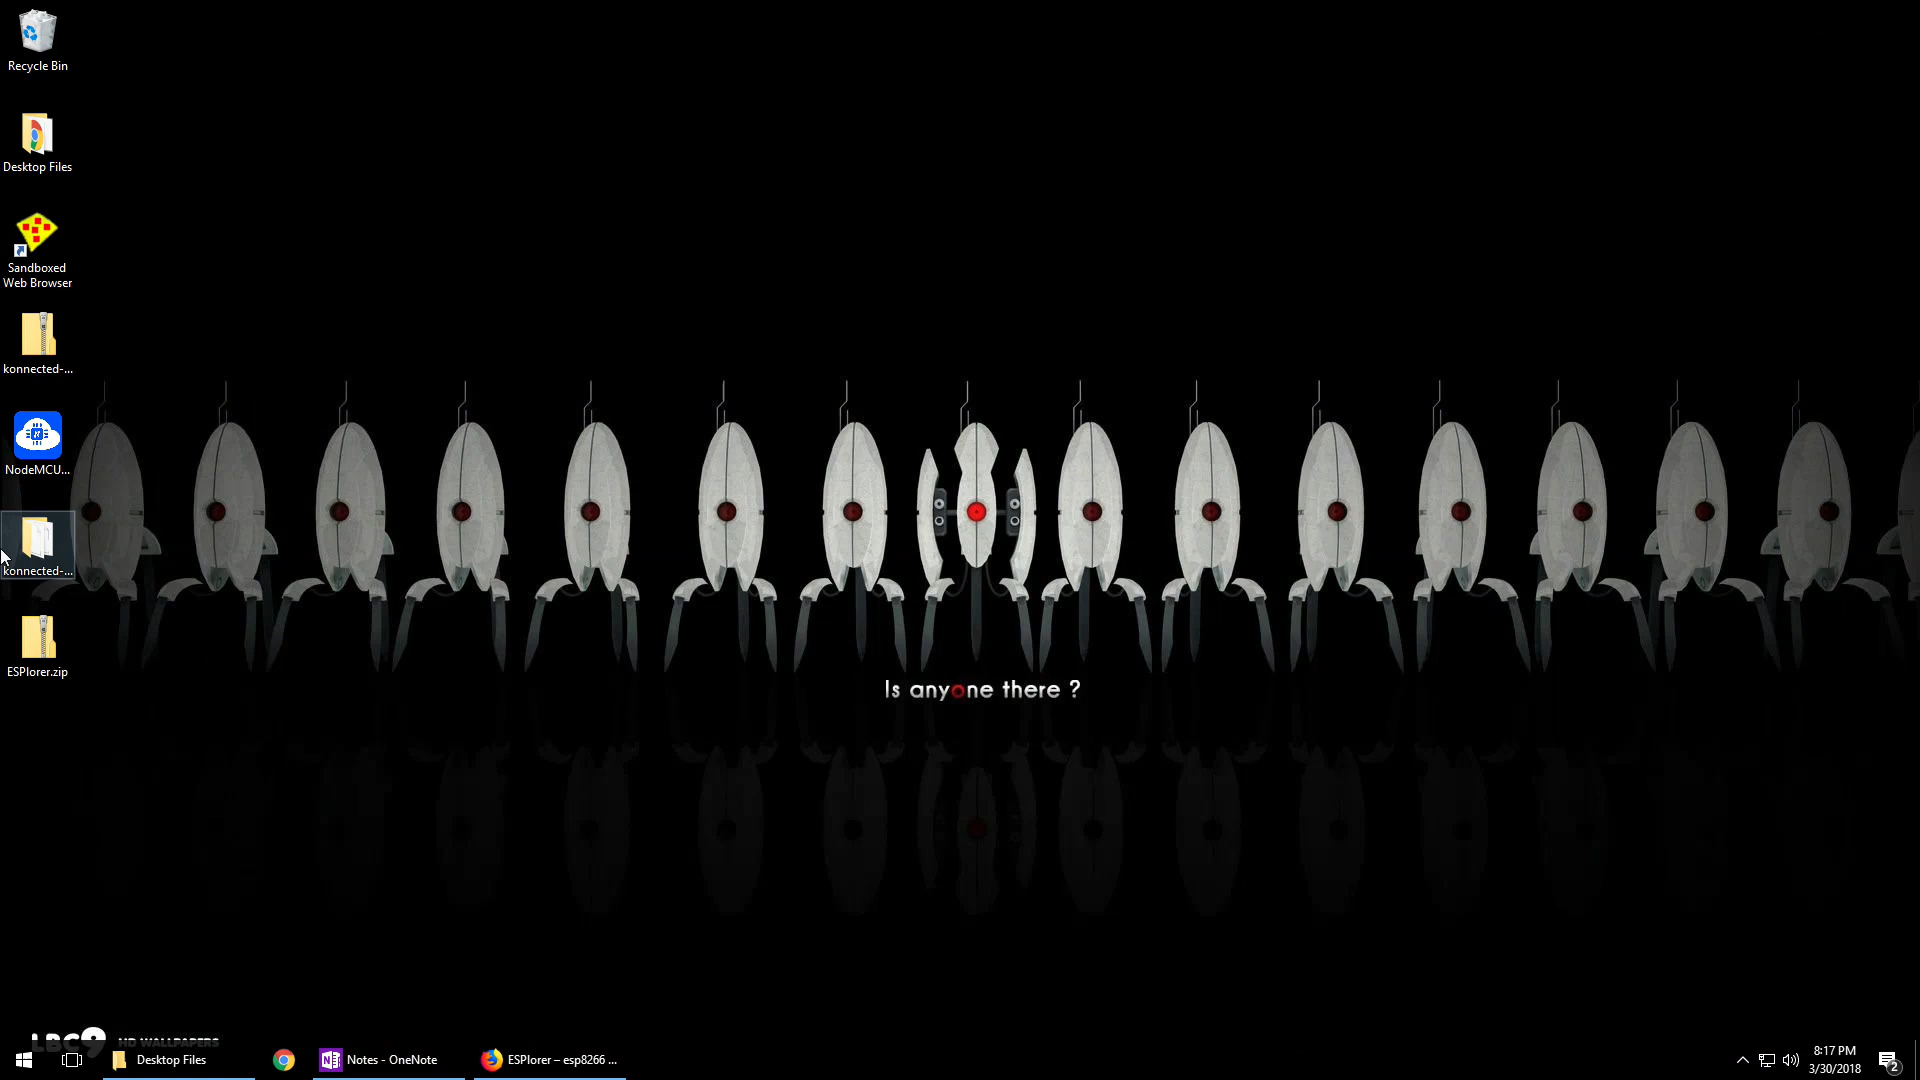 Recycle Bin
Desktop Files
Sandboxed
Web Browser
konnected-...
NodeMCU...
konnected-...
ESPlorer.zip
Is anyone there ?
LBC9 HD WALLPAPERS
Desktop Files
Notes - OneNote
ESPlorer – esp8266 ...
8:17 PM
3/30/2018
2